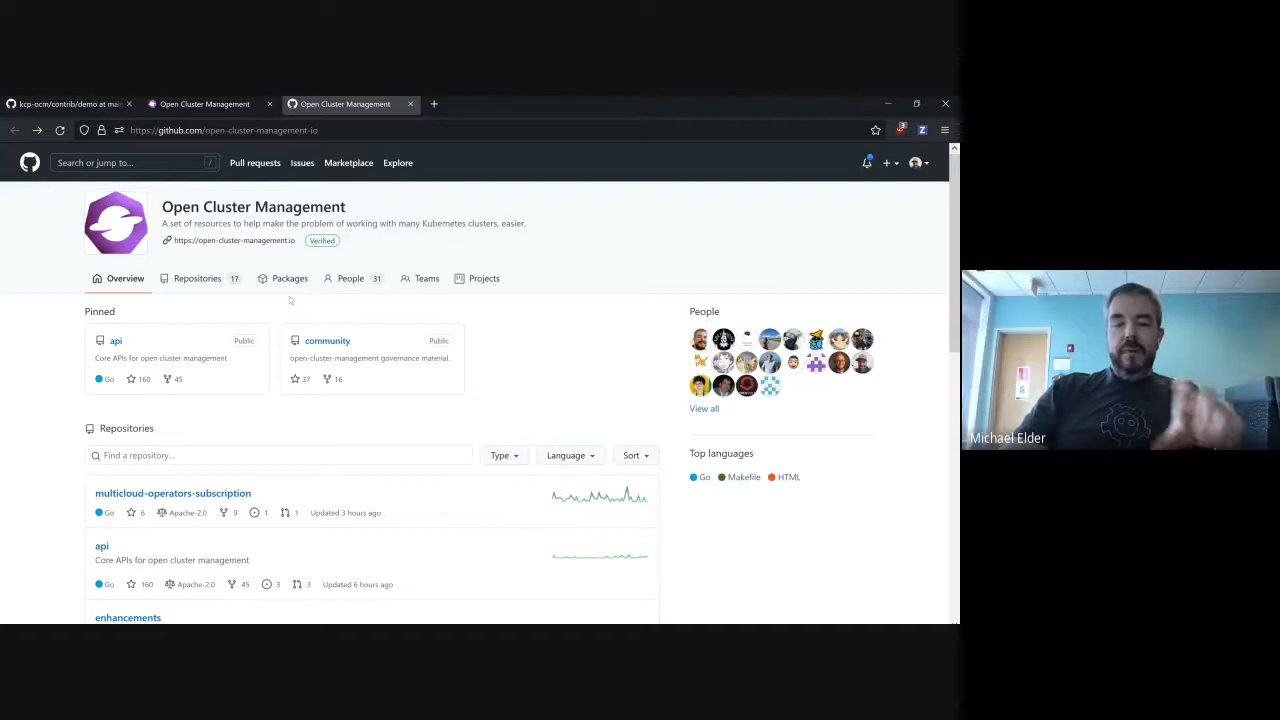 kcp-ocm/contrib/demo at main
Open Cluster Management
Open Cluster Management
https://github.com/open-cluster-management-io
3
Z
Search or jump to...
/
Pull requests
Issues
Marketplace
Explore
Open Cluster Management
A set of resources to help make the problem of working with many Kubernetes clusters, easier.
https://open-cluster-management.io
Verified
Overview
Repositories 17
Packages
People 31
Teams
Projects
Pinned
api
Public
Core APIs for open cluster management
Go 160 45
community
Public
open-cluster-management governance material.
37 16
People
View all
Repositories
Find a repository...
Type
Language
Sort
Top languages
Go Makefile HTML
multicloud-operators-subscription
Go 6 Apache-2.0 9 1 1 Updated 3 hours ago
api
Core APIs for open cluster management
Go 160 Apache-2.0 45 3 3 Updated 6 hours ago
enhancements
Michael Elder